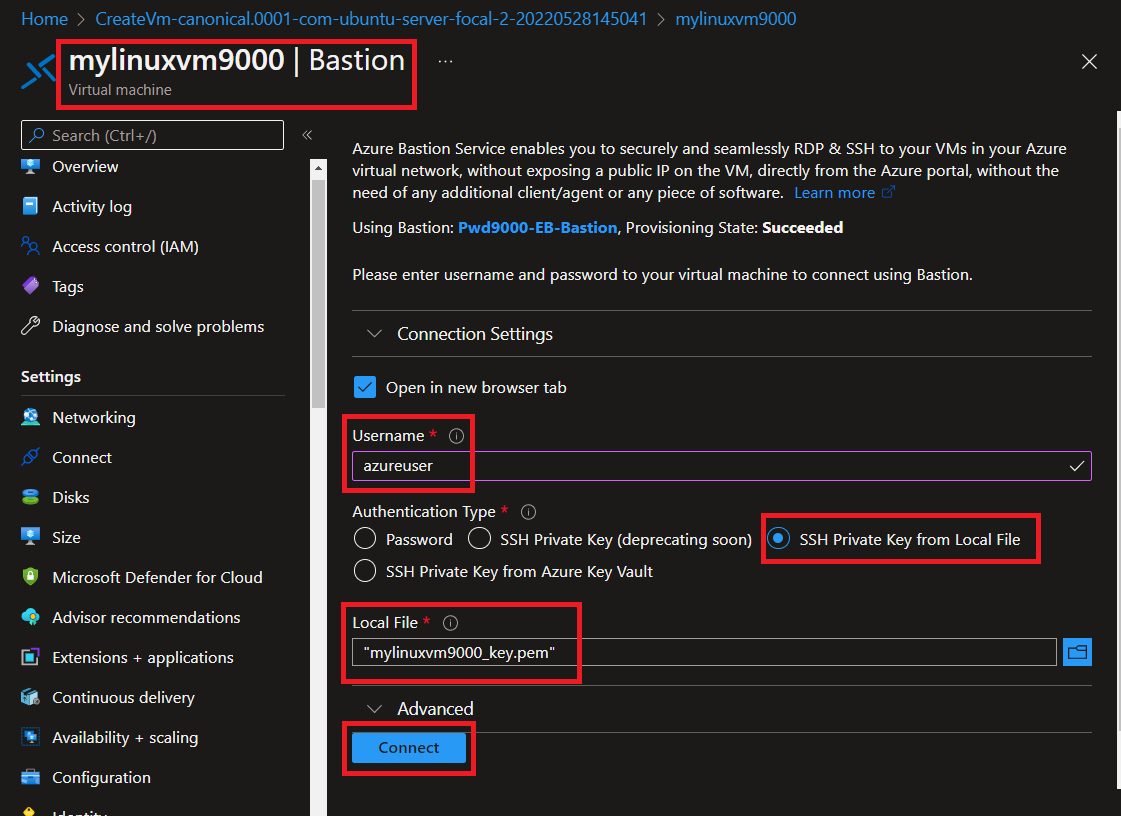 Home > CreateVm-canonical.0001-com-ubuntu-server-focal-2-20220528145041 > mylinuxvm9000
mylinuxvm9000 | Bastion ...
Virtual machine
Search (Ctrl+/)
«
Overview
Activity log
Access control (IAM)
Tags
Diagnose and solve problems
Settings
Networking
Connect
Disks
Size
Microsoft Defender for Cloud
Advisor recommendations
Extensions + applications
Continuous delivery
Availability + scaling
Configuration
Identity
Azure Bastion Service enables you to securely and seamlessly RDP & SSH to your VMs in your Azure
virtual network, without exposing a public IP on the VM, directly from the Azure portal, without the
need of any additional client/agent or any piece of software. Learn more
Using Bastion: Pwd9000-EB-Bastion, Provisioning State: Succeeded
Please enter username and password to your virtual machine to connect using Bastion.
Connection Settings
Open in new browser tab
Username *
azureuser
Authentication Type *
Password SSH Private Key (deprecating soon) SSH Private Key from Local File
SSH Private Key from Azure Key Vault
Local File *
"mylinuxvm9000_key.pem"
Advanced
Connect